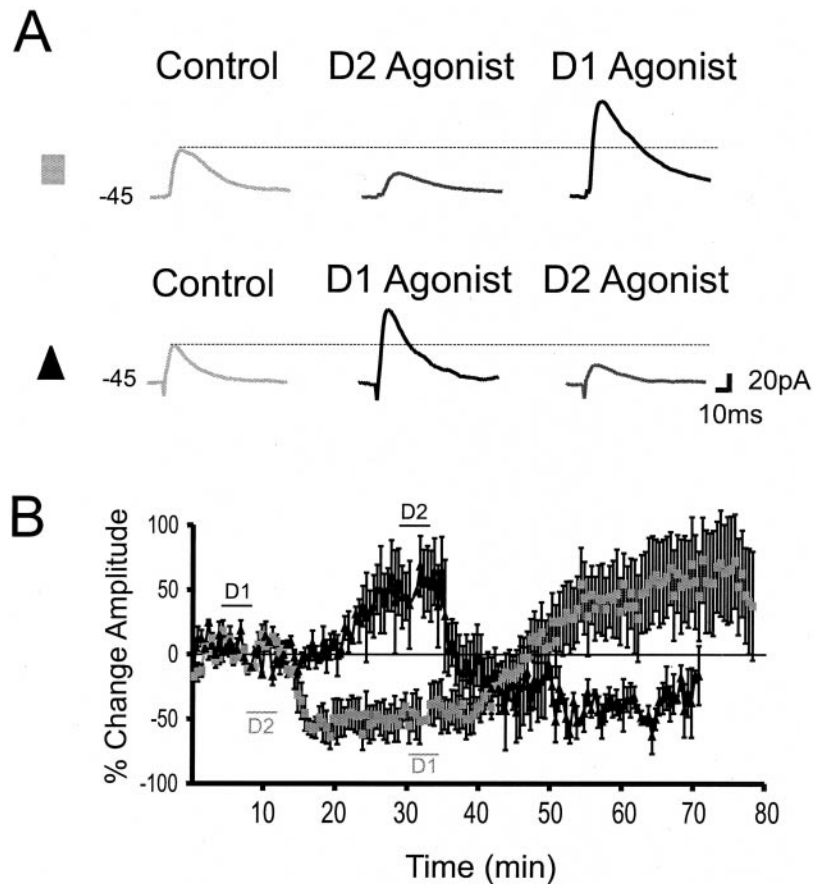 A
Control D2 Agonist D1 Agonist
-45
Control D1 Agonist D2 Agonist
-45
20pA
10ms
B
% Change Amplitude
100
50
0
-50
-100
D1
D2
D2
D1
10 20 30 40 50 60 70 80
Time (min)